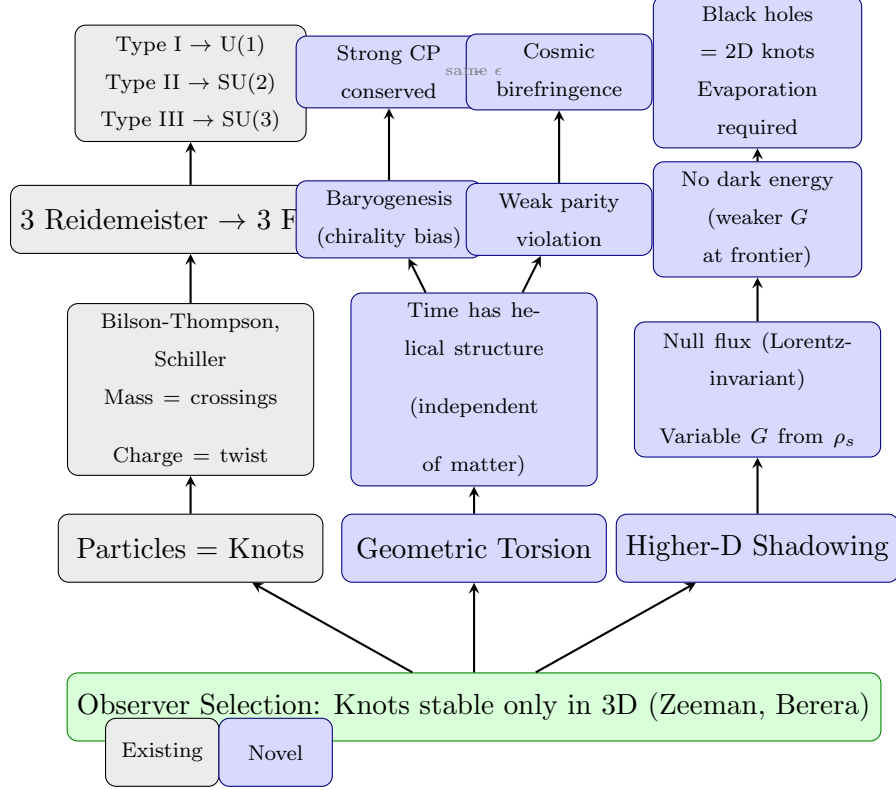 Type I → U(1)
Type II → SU(2)
Type III → SU(3)
Strong CP
conserved
same ϵ
Cosmic
birefringence
Black holes
= 2D knots
Evaporation
required
3 Reidemeister → 3 F
Baryogenesis
(chirality bias)
Weak parity
violation
No dark energy
(weaker G
at frontier)
Bilson-Thompson,
Schiller
Mass = crossings
Charge = twist
Time has he-
lical structure
(independent
of matter)
Null flux (Lorentz-
invariant)
Variable G from ρs
Particles = Knots
Geometric Torsion
Higher-D Shadowing
Observer Selection: Knots stable only in 3D (Zeeman, Berera)
Existing
Novel